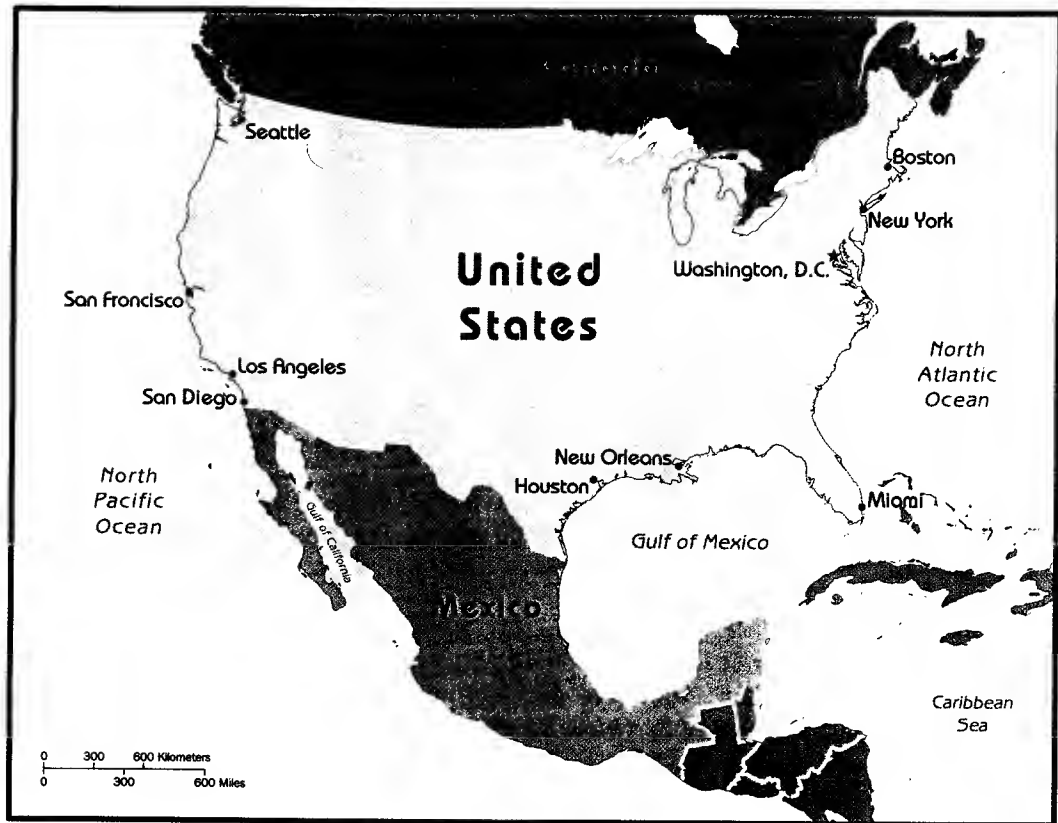 Seattle
Boston
New York
Washington, D.C.
United
States
San Francisco
Los Angeles
San Diego
North
Atlantic
Ocean
North
Pacific
Ocean
New Orleans
Houston
Miami
Gulf of California
Gulf of Mexico
Mexico
Caribbean
Sea
0 300 600 Kilometers
0 300 600 Miles